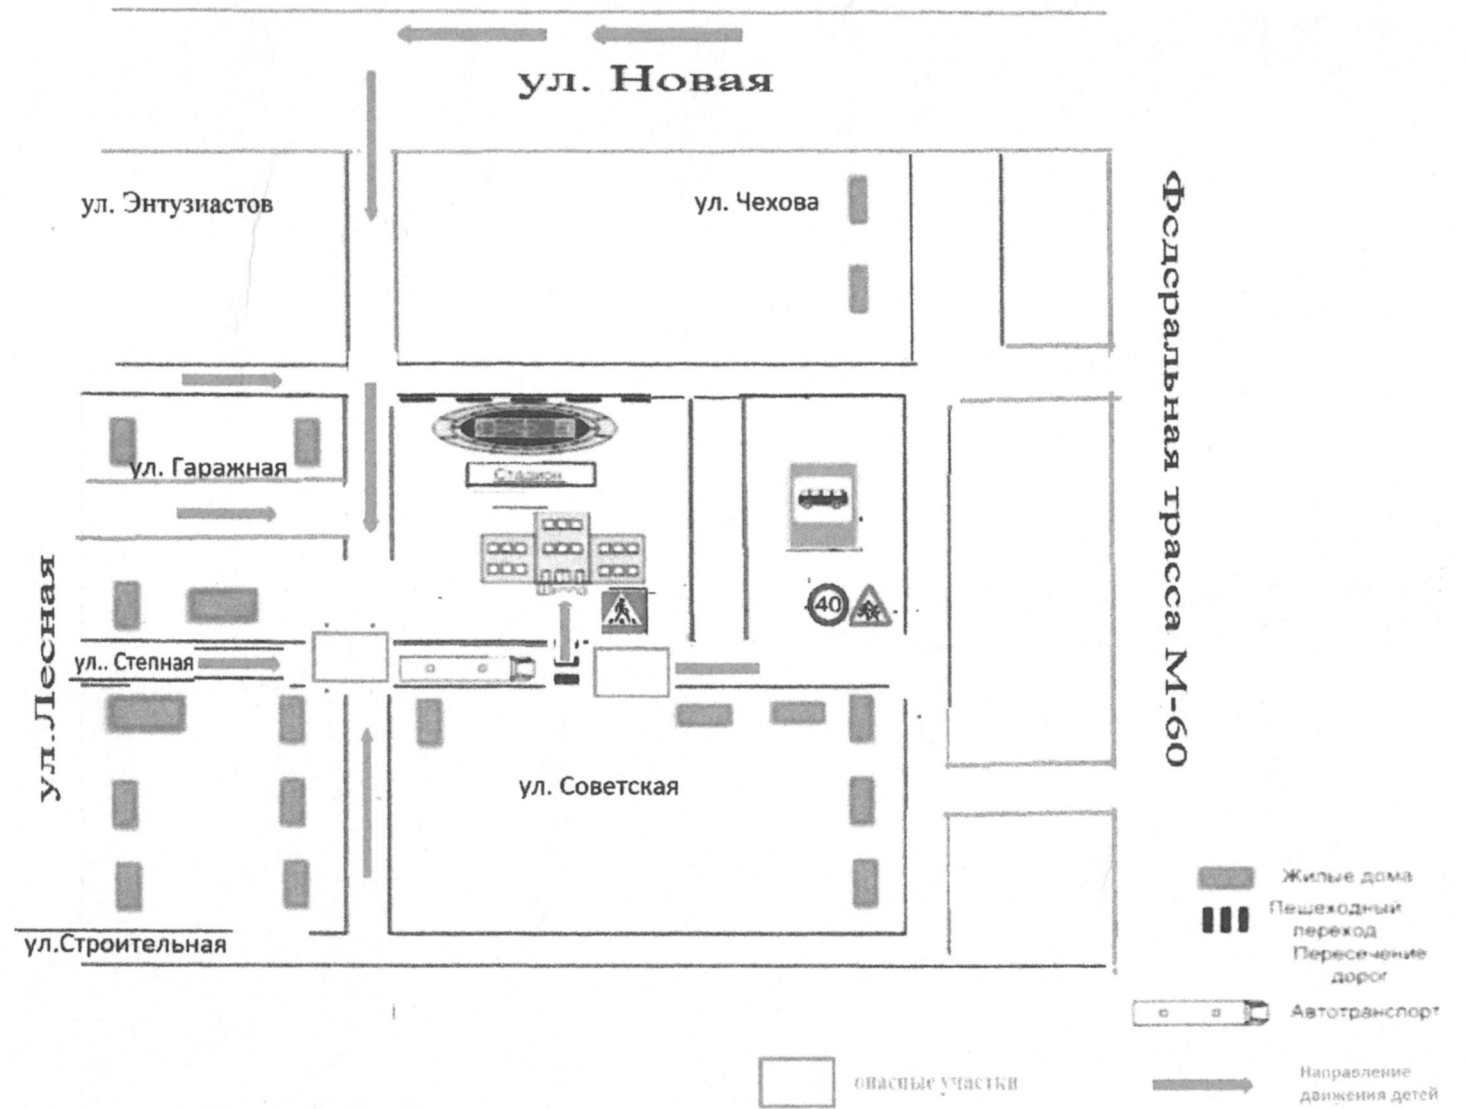 ул. Новая
ул. Энтузиастов
ул. Чехова
Федеральная трасса М-60
ул. Гаражная
Стадион
40
ул.Лесная
ул.. Степная
ул. Советская
ул.Строительная
Жилые дома
Пешеходный
переход
Пересечение
дорог
Автотранспорт
опасные участки
Направление
движения детей